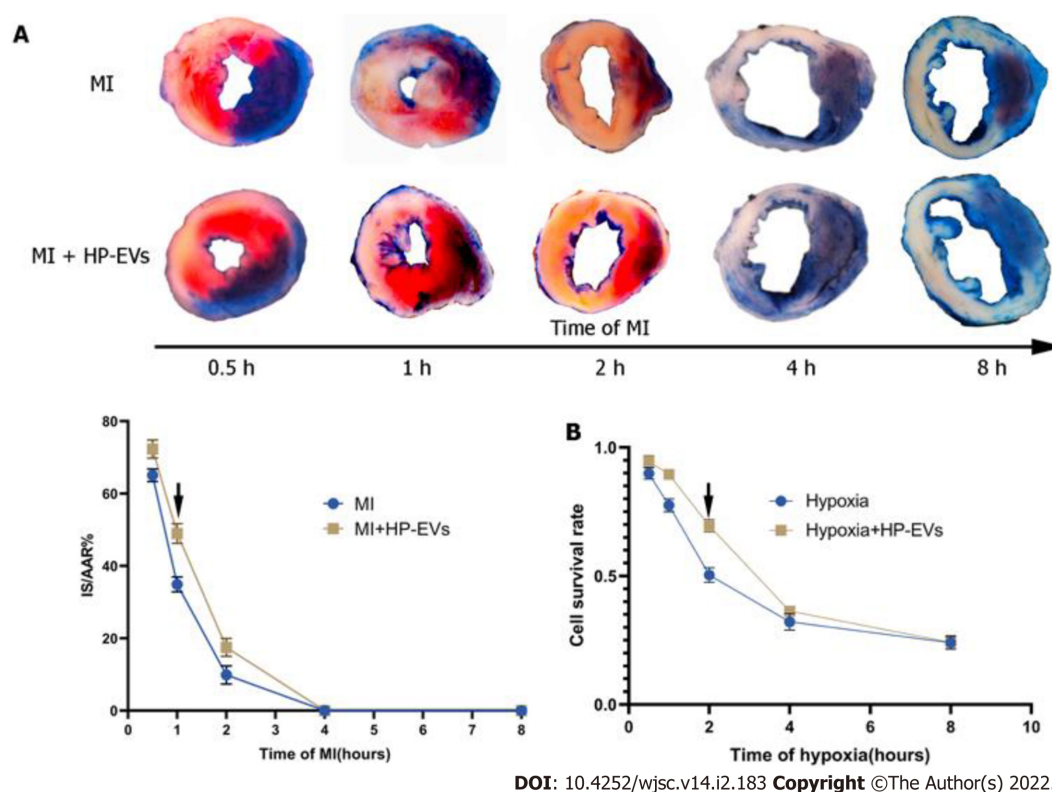 A
MI
MI + HP-EVs
Time of MI
0.5 h
1 h
2 h
4 h
8 h
80
60
40
20
0
IS/AAR%
MI
MI+HP-EVs
0 1 2 3 4 5 6 7 8
Time of MI(hours)
B
1.0
0.5
0.0
Cell survival rate
Hypoxia
Hypoxia+HP-EVs
0 2 4 6 8 10
Time of hypoxia(hours)
DOI: 10.4252/wjsc.v14.i2.183 Copyright ©The Author(s) 2022.